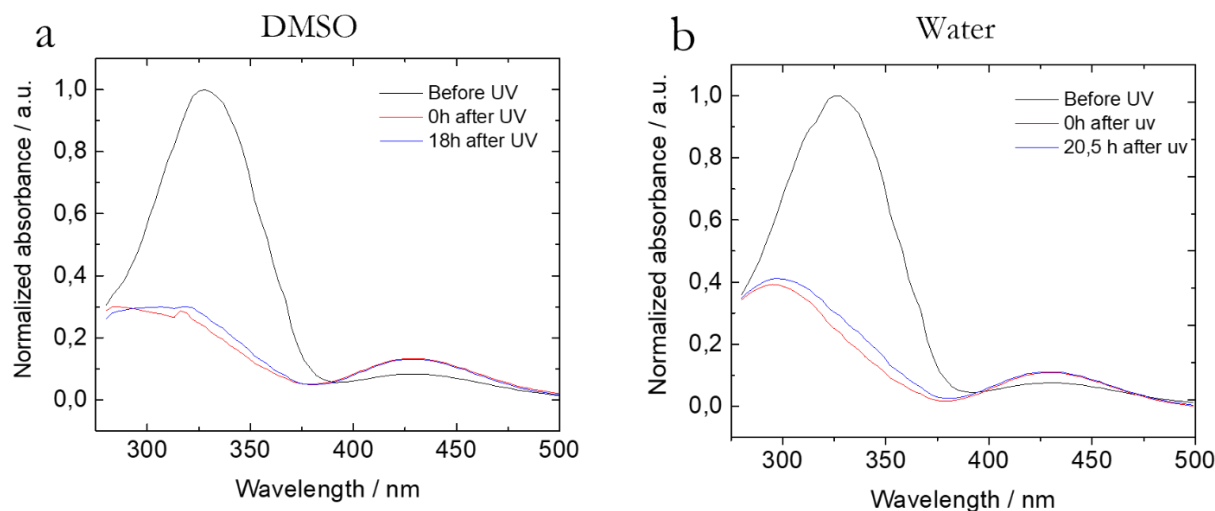 a
DMSO
Normalized absorbance / a.u.
1,0
0,8
0,6
0,4
0,2
0,0
Before UV
0h after UV
18h after UV
300
350
400
450
500
Wavelength / nm
b
Water
Normalized absorbance / a.u.
1,0
0,8
0,6
0,4
0,2
0,0
Before UV
0h after uv
20,5 h after uv
300
350
400
450
500
Wavelength / nm